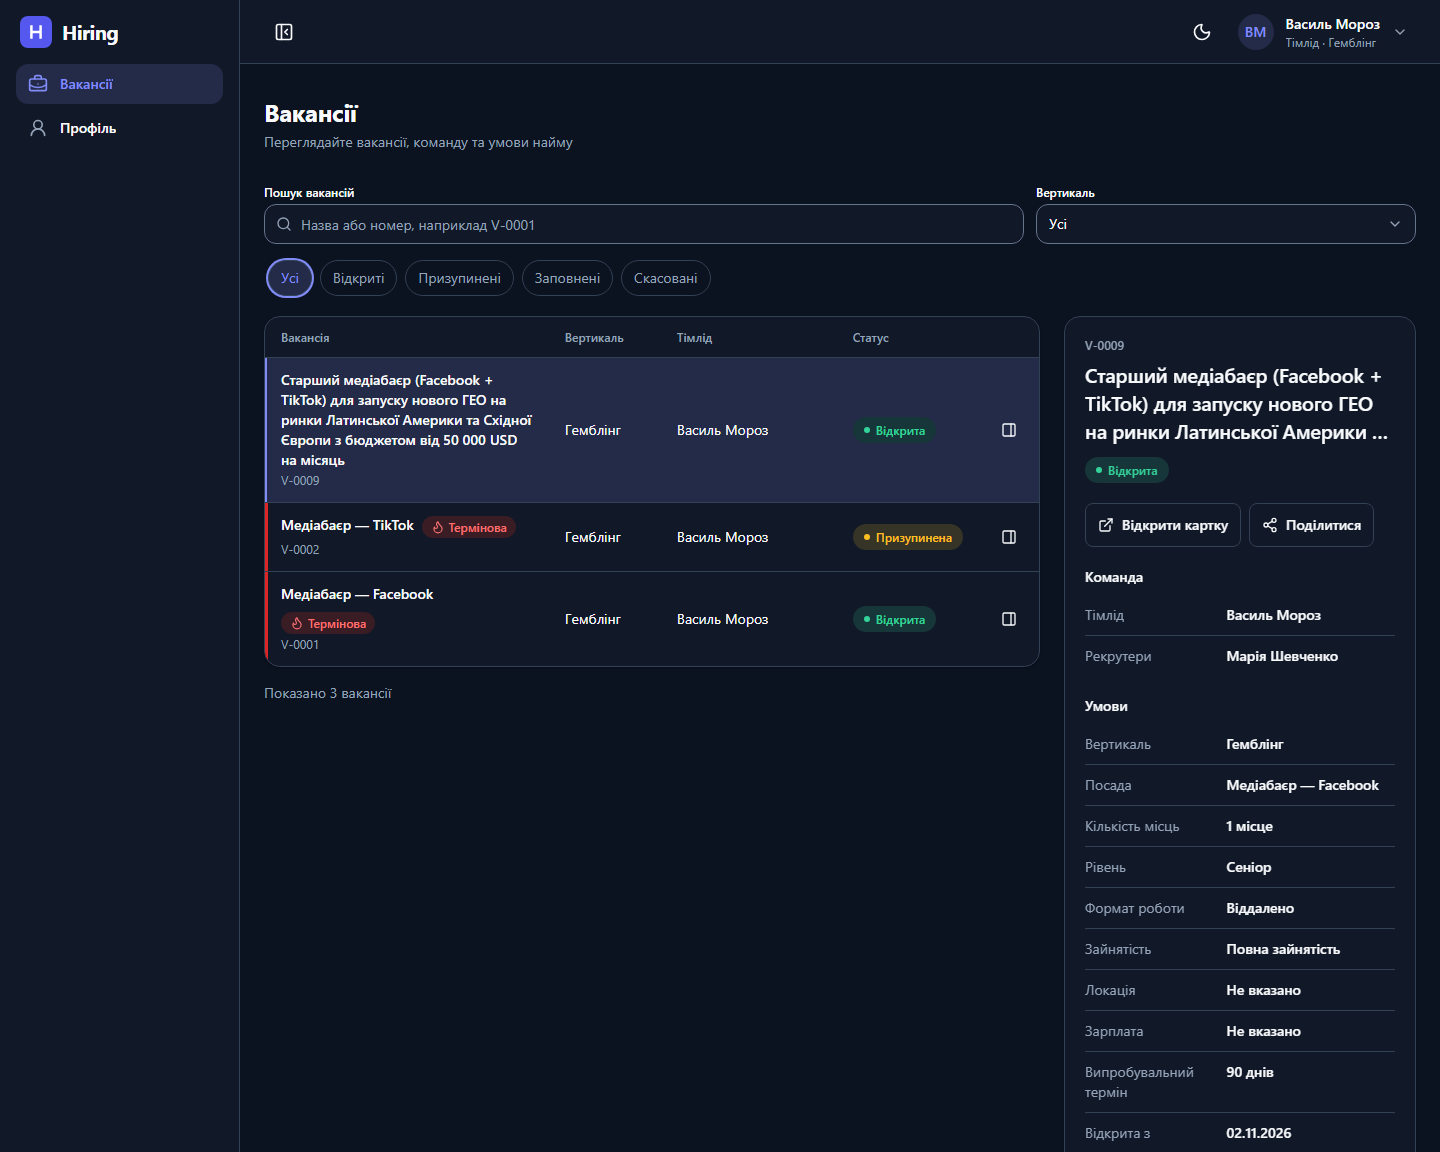 H Hiring
Вакансії
Профіль
ВМ
Василь Мороз
Тімлід · Гемблінг
Вакансії
Переглядайте вакансії, команду та умови найму
Пошук вакансій
Назва або номер, наприклад V-0001
Вертикаль
Усі
Усі
Відкриті
Призупинені
Заповнені
Скасовані
Вакансія Вертикаль Тімлід Статус
Старший медіабаєр (Facebook +
TikTok) для запуску нового ГЕО на
ринки Латинської Америки та Східної
Європи з бюджетом від 50 000 USD
на місяць
V-0009
Гемблінг
Василь Мороз
Відкрита
Медіабаєр — TikTok
Термінова
V-0002
Гемблінг
Василь Мороз
Призупинена
Медіабаєр — Facebook
Термінова
V-0001
Гемблінг
Василь Мороз
Відкрита
Показано 3 вакансії
V-0009
Старший медіабаєр (Facebook +
TikTok) для запуску нового ГЕО
на ринки Латинської Америки ...
Відкрита
Відкрити картку
Поділитися
Команда
Тімлід Василь Мороз
Рекрутери Марія Шевченко
Умови
Вертикаль Гемблінг
Посада Медіабаєр — Facebook
Кількість місць 1 місце
Рівень Сеніор
Формат роботи Віддалено
Зайнятість Повна зайнятість
Локація Не вказано
Зарплата Не вказано
Випробувальний 90 днів
термін
Відкрита з 02.11.2026